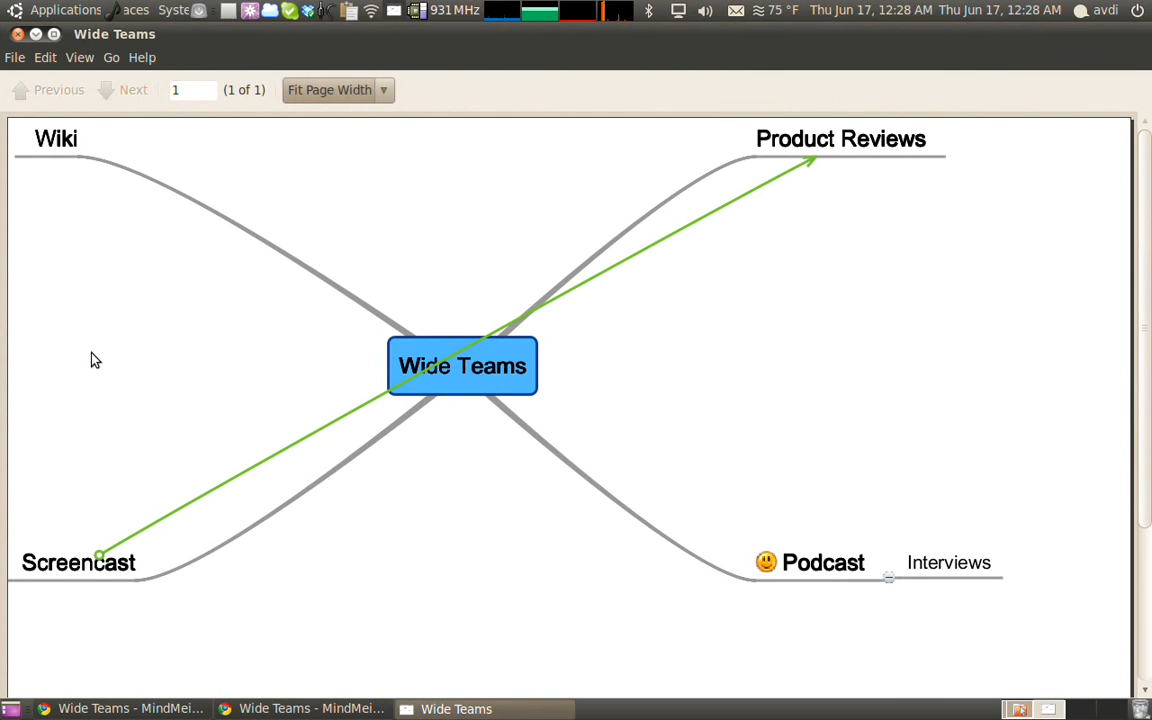 Applications aces Syste 931 MHz 75 °F Thu Jun 17, 12:28 AM Thu Jun 17, 12:28 AM avdi
Wide Teams
File Edit View Go Help
Previous Next 1 (1 of 1) Fit Page Width
Wiki Product Reviews
Wide Teams
Screencast Podcast Interviews
Wide Teams - MindMei... Wide Teams - MindMei... Wide Teams